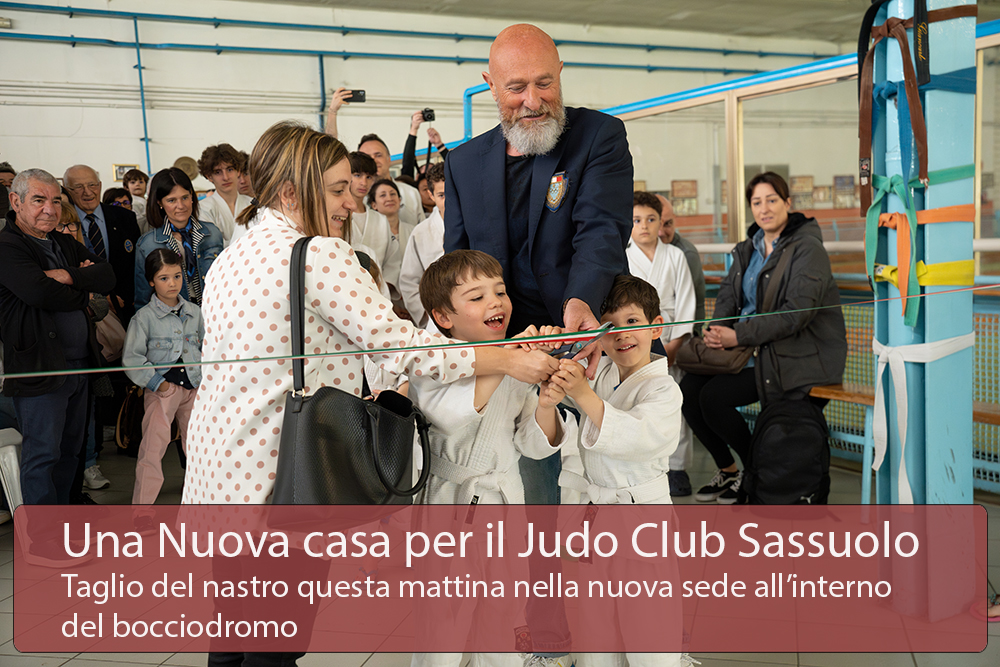 Una Nuova casa per il Judo Club Sassuolo
Taglio del nastro questa mattina nella nuova sede all'interno
del bocciodromo